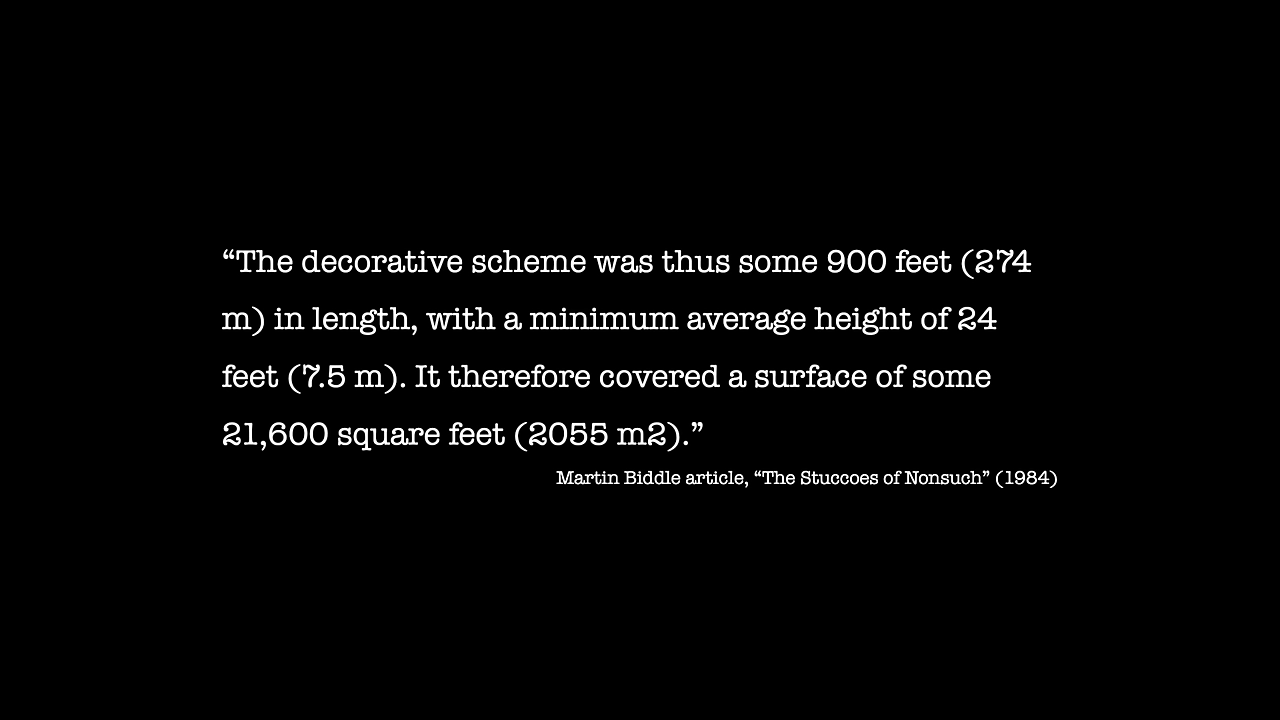 “The decorative scheme was thus some 900 feet (274
m) in length, with a minimum average height of 24
feet (7.5 m). It therefore covered a surface of some
21,600 square feet (2055 m2).”
Martin Biddle article, “The Stuccoes of Nonsuch” (1984)